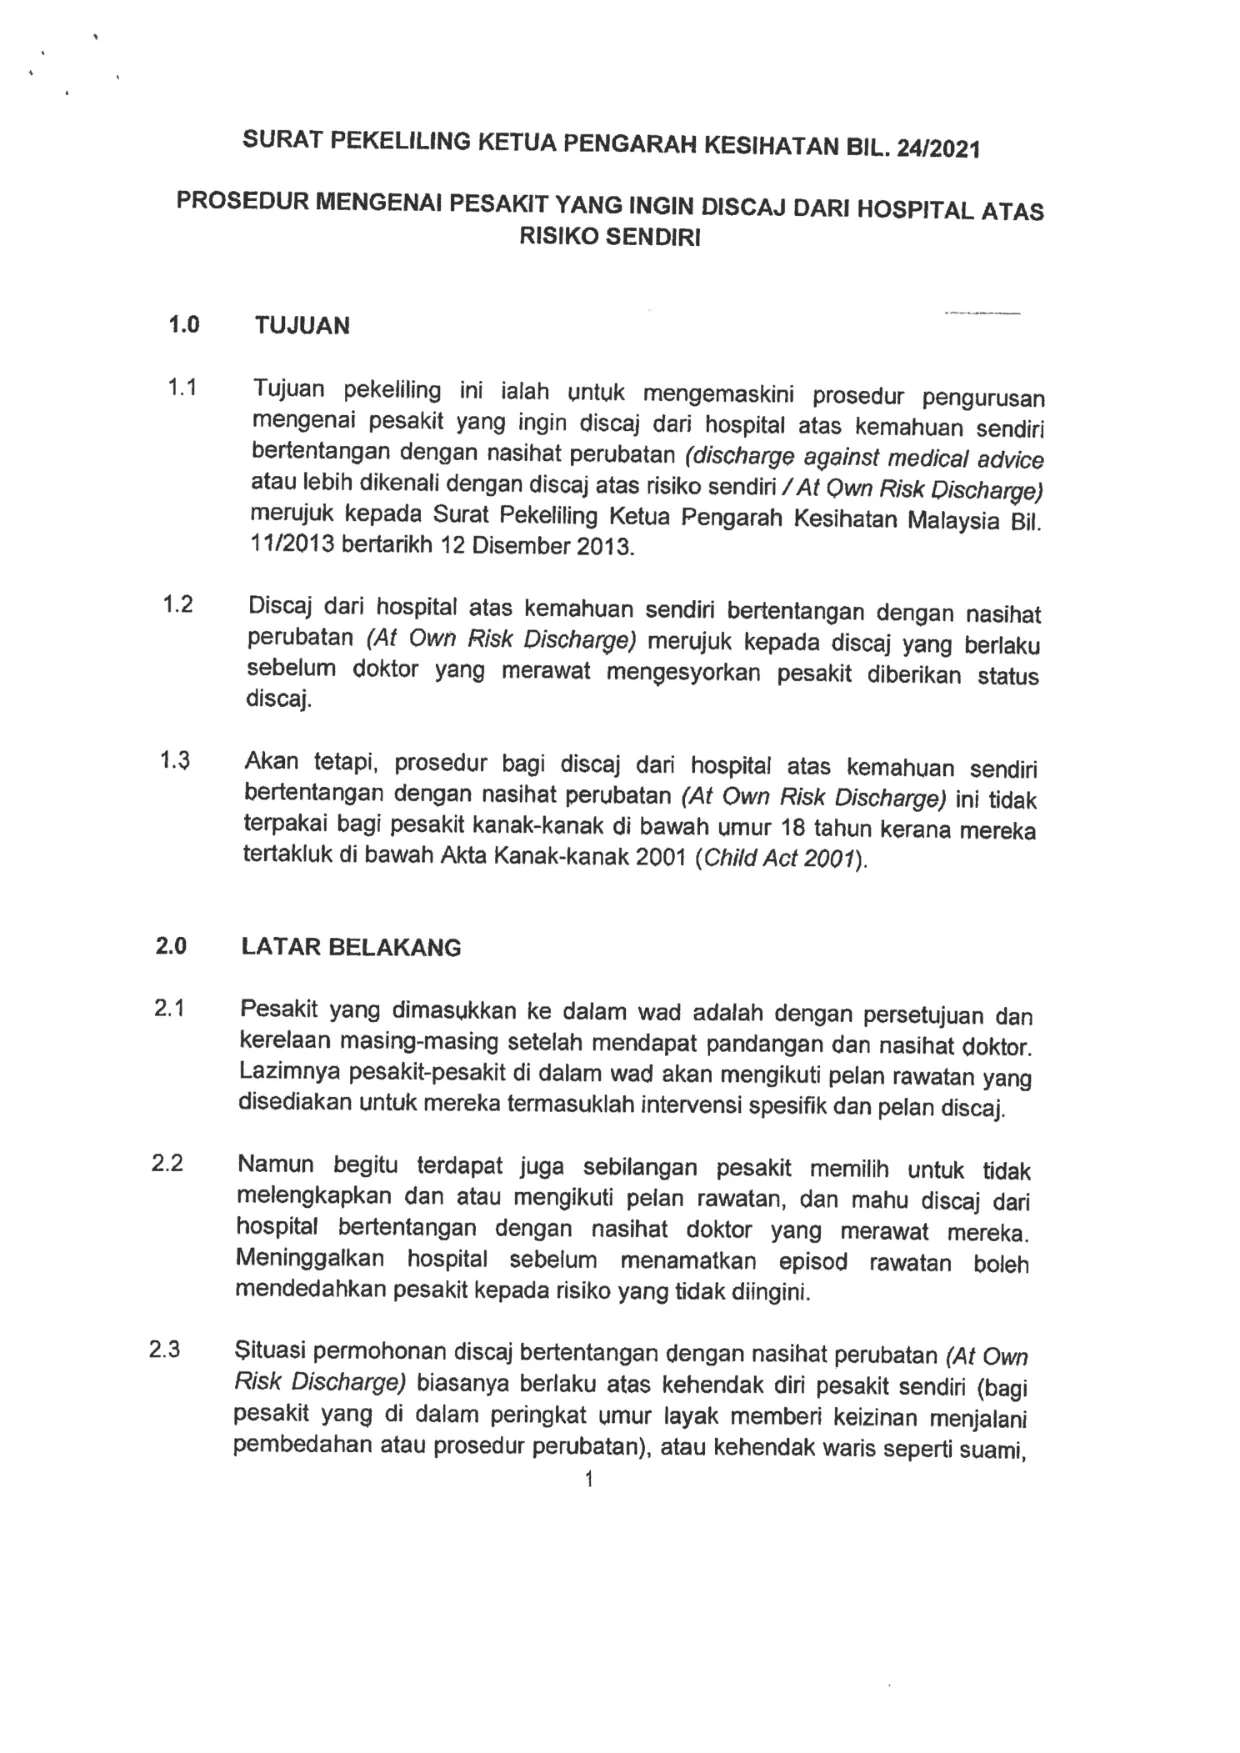 SURAT PEKELILING KETUA PENGARAH KESIHATAN BIL. 24/2021
PROSEDUR MENGENAI PESAKIT YANG INGIN DISCAJ DARI HOSPITAL ATAS
RISIKO SENDIRI
1.0 TUJUAN
1.1 Tujuan pekeliling ini ialah untuk mengemaskini prosedur pengurusan
mengenai pesakit yang ingin discaj dari hospital atas kemahuan sendiri
bertentangan dengan nasihat perubatan (discharge against medical advice
atau lebih dikenali dengan discaj atas risiko sendiri / At Own Risk Discharge)
merujuk kepada Surat Pekeliling Ketua Pengarah Kesihatan Malaysia Bil.
11/2013 bertarikh 12 Disember 2013.
1.2 Discaj dari hospital atas kemahuan sendiri bertentangan dengan nasihat
perubatan (At Own Risk Discharge) merujuk kepada discaj yang berlaku
sebelum doktor yang merawat mengesyorkan pesakit diberikan status
discaj.
1.3 Akan tetapi, prosedur bagi discaj dari hospital atas kemahuan sendiri
bertentangan dengan nasihat perubatan (At Own Risk Discharge) ini tidak
terpakai bagi pesakit kanak-kanak di bawah umur 18 tahun kerana mereka
tertakluk di bawah Akta Kanak-kanak 2001 (Child Act 2001).
2.0 LATAR BELAKANG
2.1 Pesakit yang dimasukkan ke dalam wad adalah dengan persetujuan dan
kerelaan masing-masing setelah mendapat pandangan dan nasihat doktor.
Lazimnya pesakit-pesakit di dalam wad akan mengikuti pelan rawatan yang
disediakan untuk mereka termasuklah intervensi spesifik dan pelan discaj.
2.2 Namun begitu terdapat juga sebilangan pesakit memilih untuk tidak
melengkapkan dan atau mengikuti pelan rawatan, dan mahu discaj dari
hospital bertentangan dengan nasihat doktor yang merawat mereka.
Meninggalkan hospital sebelum menamatkan episod rawatan boleh
mendedahkan pesakit kepada risiko yang tidak diingini.
2.3 Situasi permohonan discaj bertentangan dengan nasihat perubatan (At Own
Risk Discharge) biasanya berlaku atas kehendak diri pesakit sendiri (bagi
pesakit yang di dalam peringkat umur layak memberi keizinan menjalani
pembedahan atau prosedur perubatan), atau kehendak waris seperti suami,
1